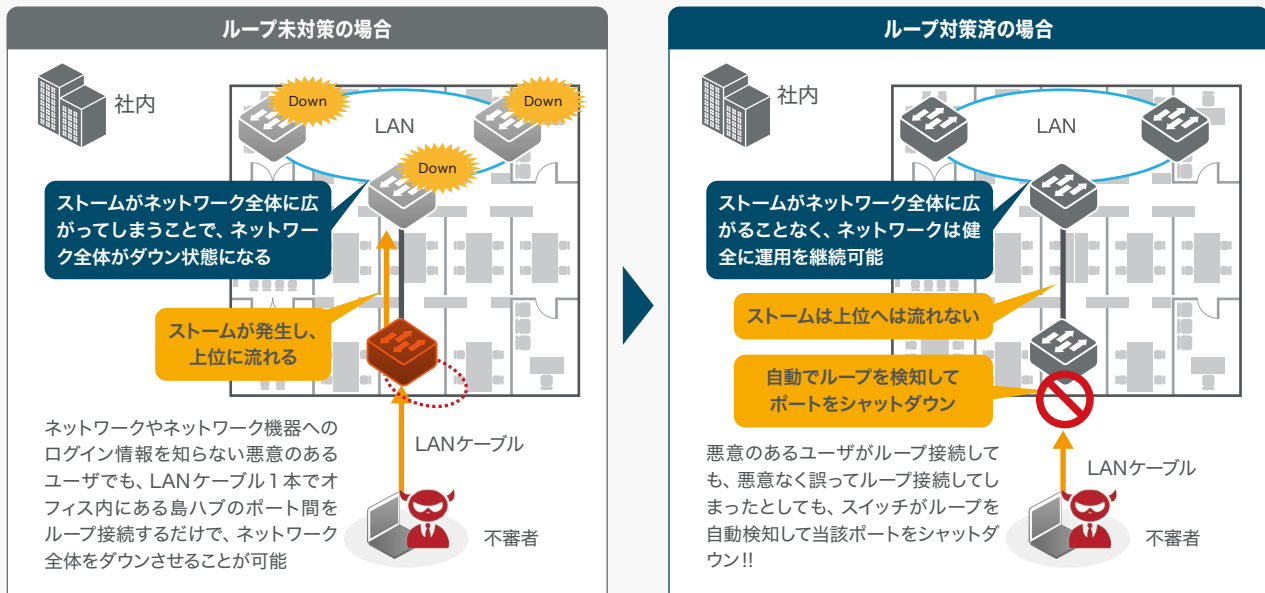 ループ未対策の場合
社内
Down
Down
LAN
Down
ストームがネットワーク全体に広
がってしまうことで、ネットワー
ク全体がダウン状態になる
ストームが発生し、
上位に流れる
ネットワークやネットワーク機器への
ログイン情報を知らない悪意のある
ユーザでも、LANケーブル1本でオ
フィス内にある島ハブのポート間を
ループ接続するだけで、ネットワーク
全体をダウンさせることが可能
LANケーブル
不審者
ループ対策済の場合
社内
LAN
ストームがネットワーク全体に広
がることなく、ネットワークは健
全に運用を継続可能
ストームは上位へは流れない
自動でループを検知して
ポートをシャットダウン
悪意のあるユーザがループ接続して
も、悪意なく誤ってループ接続してし
まったとしても、スイッチがループを
自動検知して当該ポートをシャットダ
ウン!!
LANケーブル
不審者